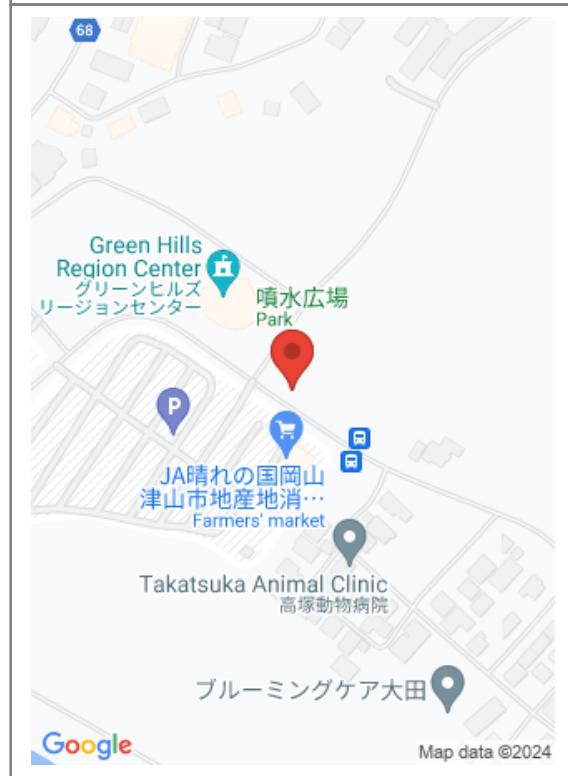 68
Green Hills
Region Center
グリーンヒルズ
リージョンセンター
噴水広場
Park
P
JA晴れの国岡山
津山市地産地消…
Farmers' market
Takatsuka Animal Clinic
高塚動物病院
ブルーミングケア大田
Google
Map data ©2024